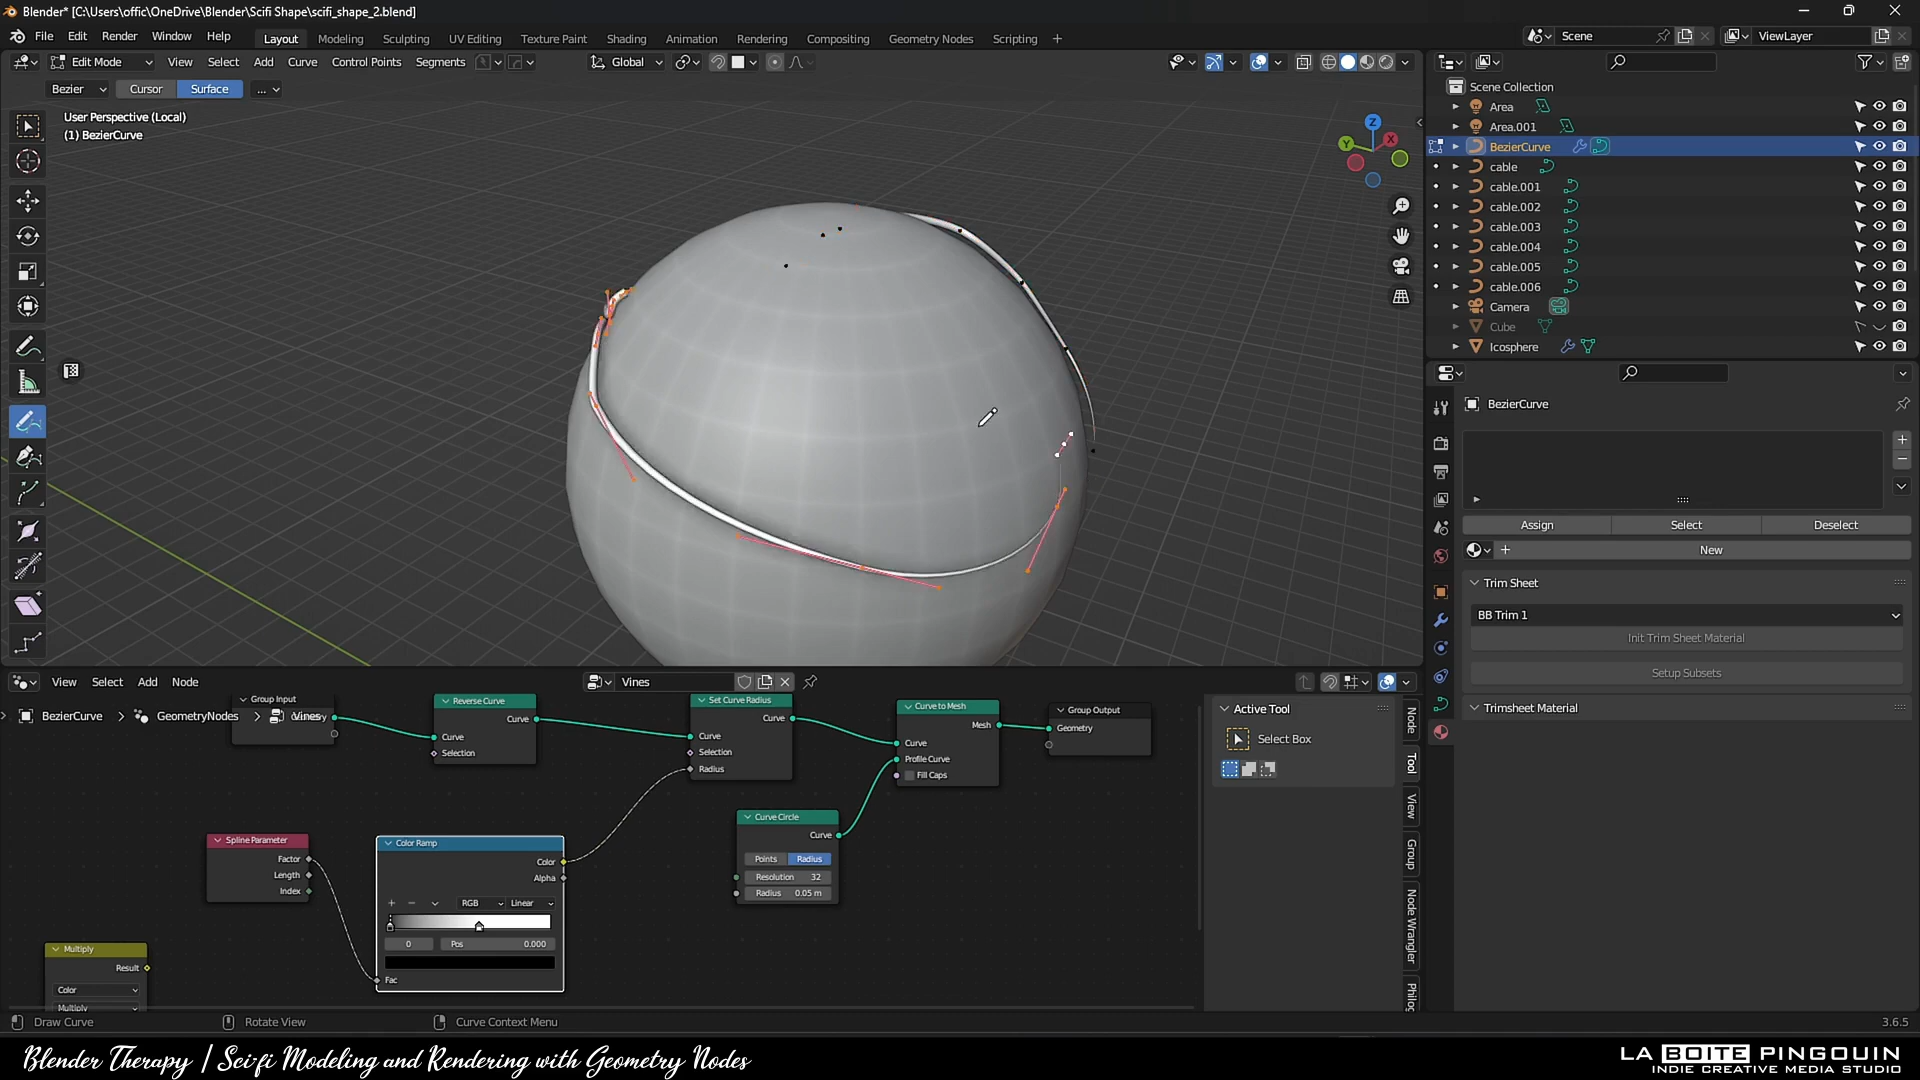 Blender* [C:\Users\offic\OneDrive\Blender\Scifi Shape\scifi_shape_2.blend]
File Edit Render Window Help Layout Modeling Sculpting UV Editing Texture Paint Shading Animation Rendering Compositing Geometry Nodes Scripting + Scene ViewLayer
Edit Mode View Select Add Curve Control Points Segments Global
Bezier Cursor Surface ...
User Perspective (Local)
(1) BezierCurve
Z
Y
X
Scene Collection
Area
Area.001
BezierCurve
cable
cable.001
cable.002
cable.003
cable.004
cable.005
cable.006
Camera
Cube
Icosphere
BezierCurve
Assign Select Deselect
+ New
Trim Sheet
BB Trim 1
Init Trim Sheet Material
Setup Subsets
Trimsheet Material
View Select Add Node Vines
BezierCurve > GeometryNodes > Vines
Group Input
Reverse Curve
Curve
Curve
Selection
Set Curve Radius
Curve
Curve
Selection
Radius
Curve to Mesh
Mesh
Curve
Profile Curve
Fill Caps
Group Output
Geometry
Curve Circle
Curve
Points Radius
Resolution 32
Radius 0.05 m
Spline Parameter
Factor
Length
Index
Color Ramp
Color
Alpha
+ − RGB Linear
0 Pos 0.000
Fac
Multiply
Result
Color
Multiply
Active Tool
Select Box
Node
Tool
View
Group
Node Wrangler
Philog
Draw Curve Rotate View Curve Context Menu 3.6.5
Blender Therapy | Sci-fi Modeling and Rendering with Geometry Nodes
LA BOITE PINGOUIN
INDIE CREATIVE MEDIA STUDIO